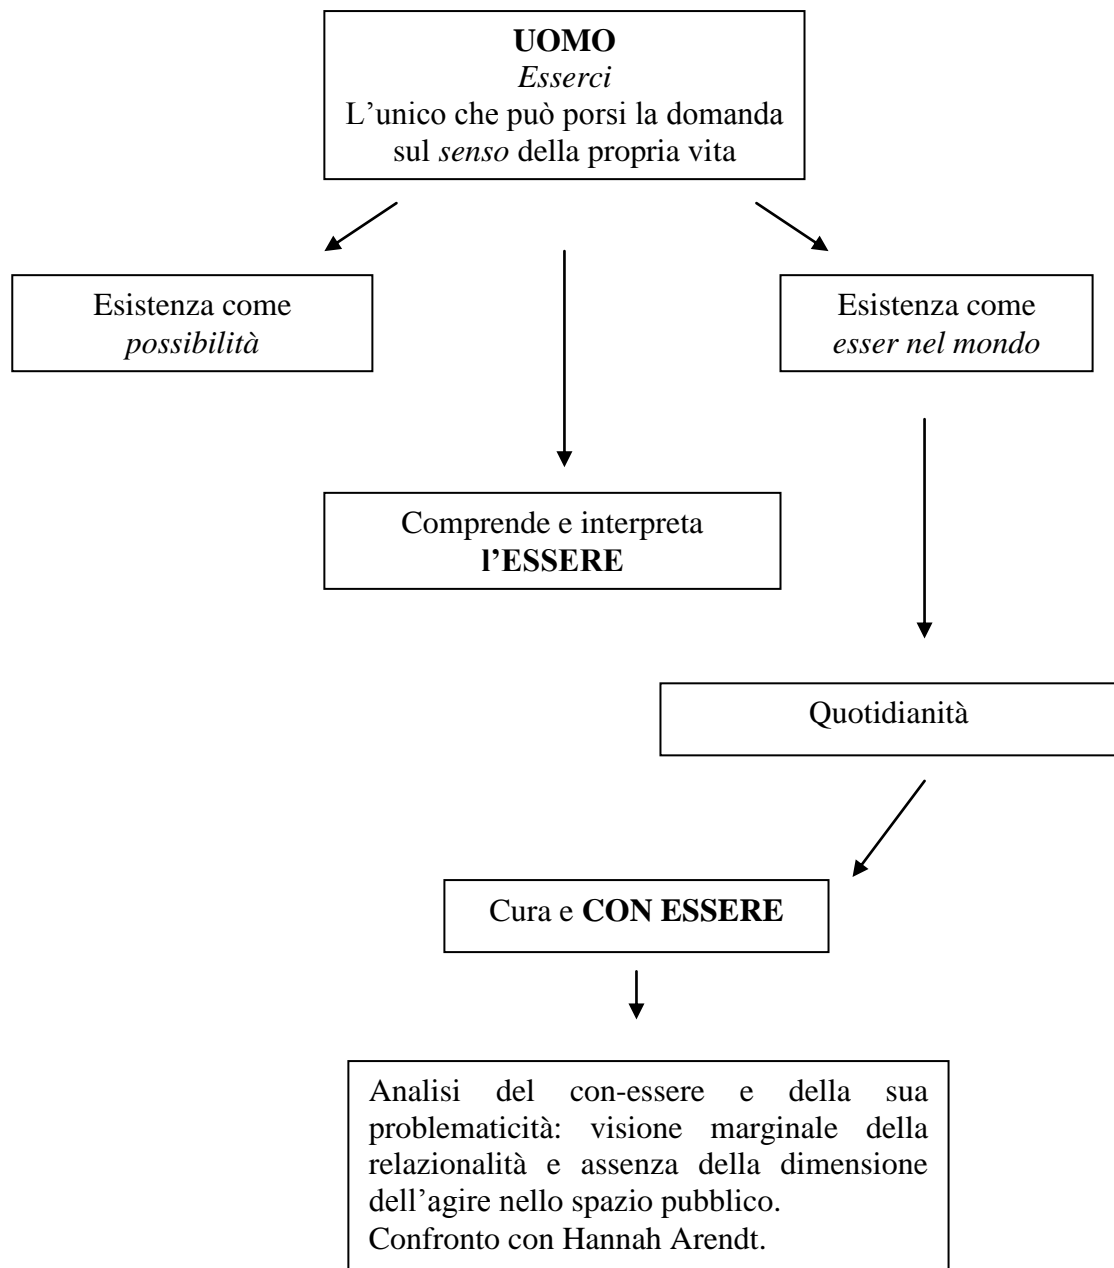 UOMO
Esserci
L’unico che può porsi la domanda
sul senso della propria vita
Esistenza come
possibilità
Esistenza come
esser nel mondo
Comprende e interpreta
l’ESSERE
Quotidianità
Cura e CON ESSERE
Analisi del con-essere e della sua
problematicità: visione marginale della
relazionalità e assenza della dimensione
dell’agire nello spazio pubblico.
Confronto con Hannah Arendt.